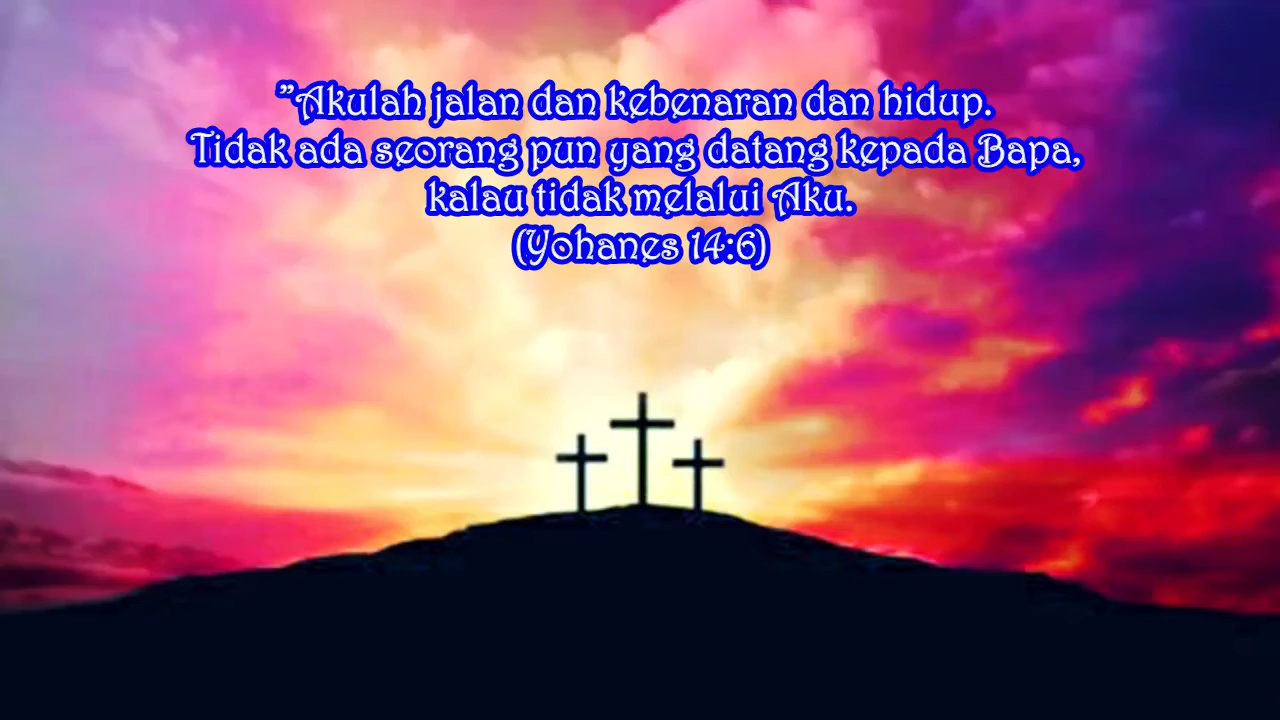 "Akulah jalan dan kebenaran dan hidup.
Tidak ada seorang pun yang datang kepada Bapa,
kalau tidak melalui Aku.
(Yohanes 14:6)